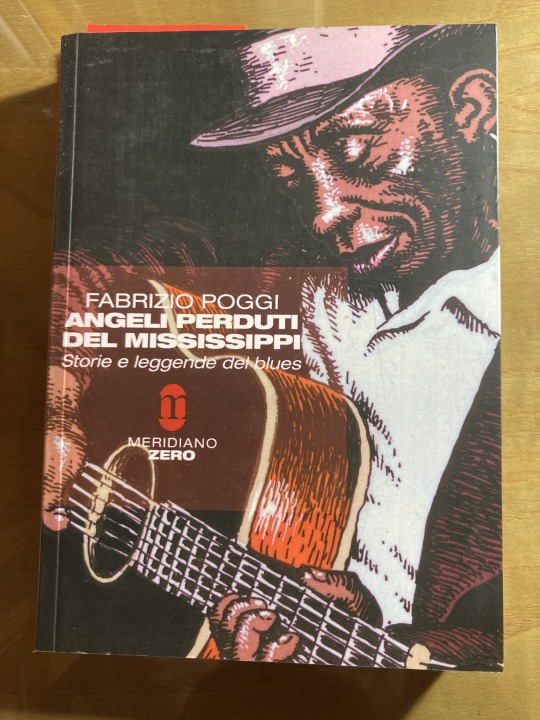 FABRIZIO POGGI
ANGELI PERDUTI
DEL MISSISSIPPI
Storie e leggende del blues
MERIDIANO
ZERO